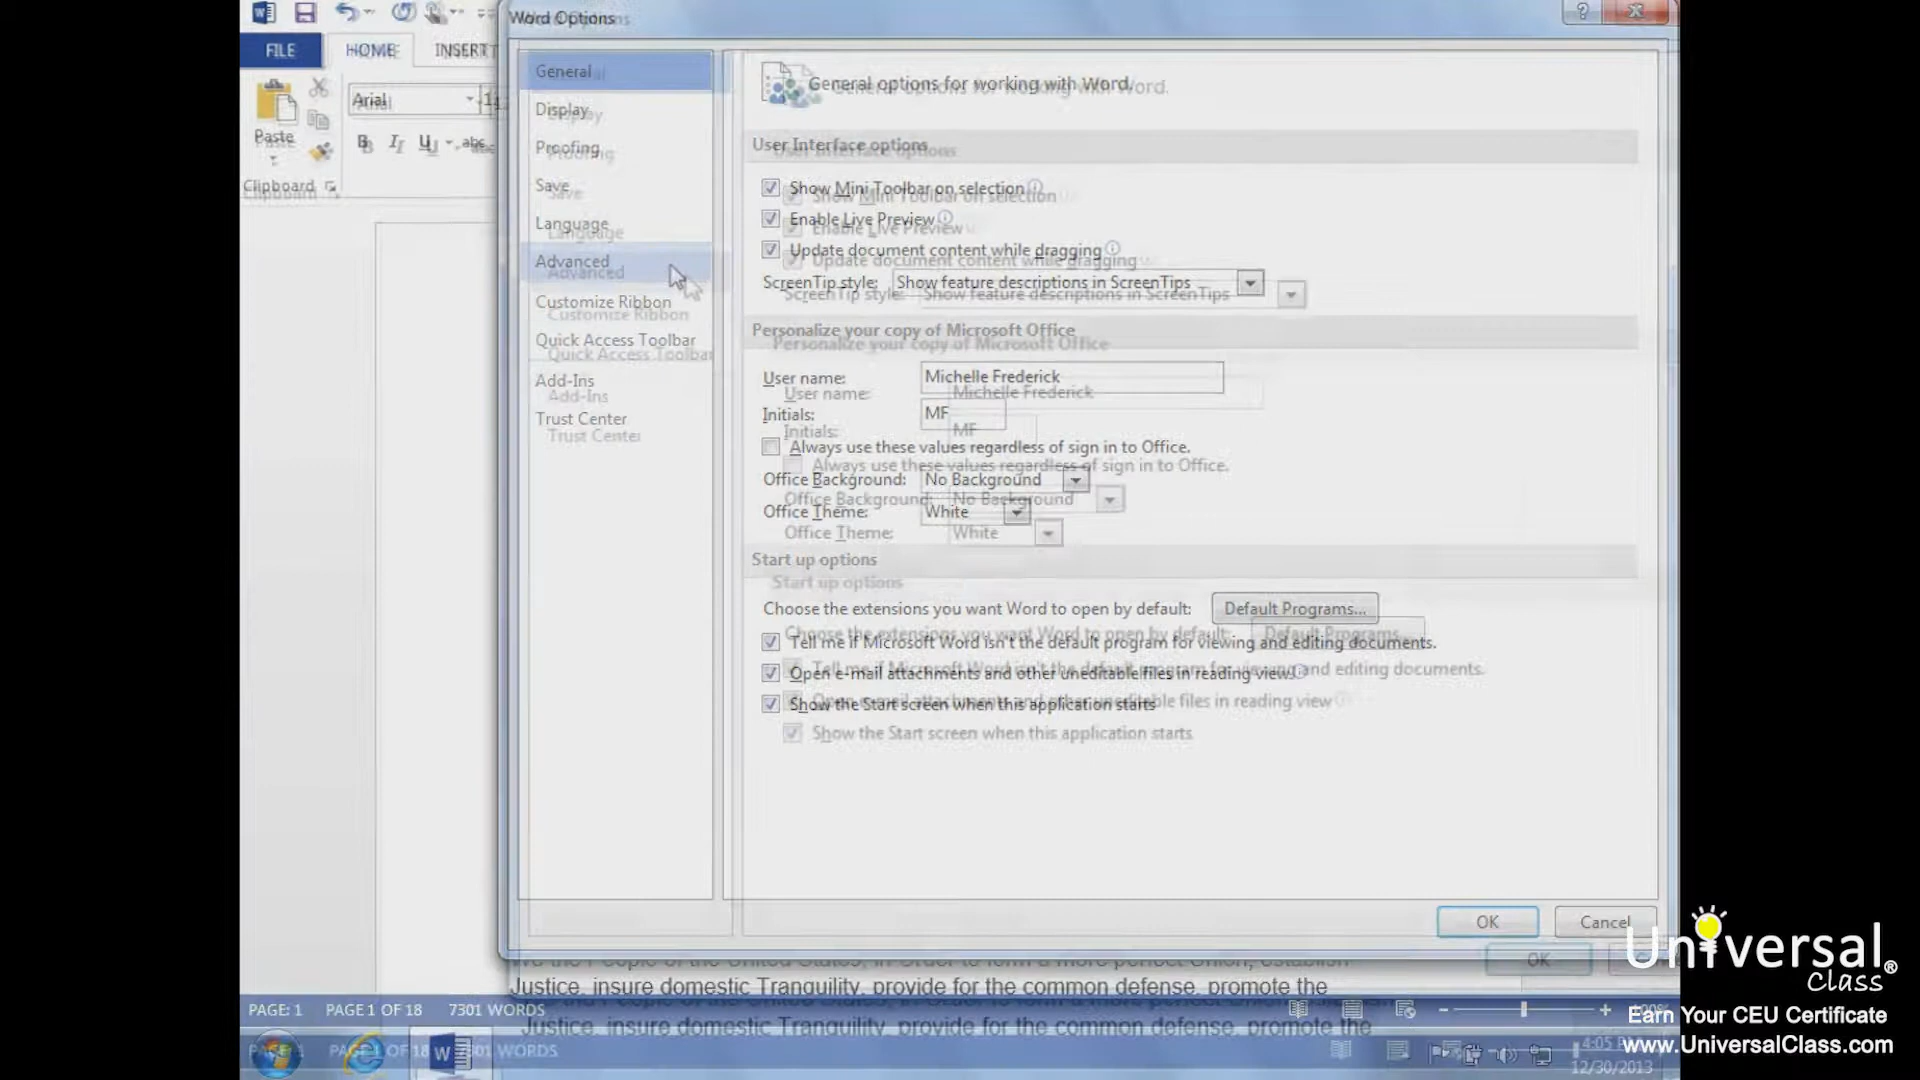 Word Options
FILE HOME INSERT
General
General options for working with Word.
Arial
Display
Paste
Proofing
User Interface options
Clipboard
Save
Show Mini Toolbar on selection
Language
Enable Live Preview
Advanced
Update document content while dragging
ScreenTip style: Show feature descriptions in ScreenTips
Customize Ribbon
Personalize your copy of Microsoft Office
Quick Access Toolbar
User name: Michelle Frederick
Add-Ins
Initials: MF
Trust Center
Always use these values regardless of sign in to Office.
Office Background: No Background
Office Theme: White
Start up options
Choose the extensions you want Word to open by default: Default Programs...
Tell me if Microsoft Word isn't the default program for viewing and editing documents.
Open e-mail attachments and other uneditable files in reading view
Show the Start screen when this application starts
OK Cancel
Justice, insure domestic Tranquility, provide for the common defense, promote the
PAGE: 1 PAGE 1 OF 18 7301 WORDS
4:05
12/30/2013
Universal
Class®
Earn Your CEU Certificate
www.UniversalClass.com